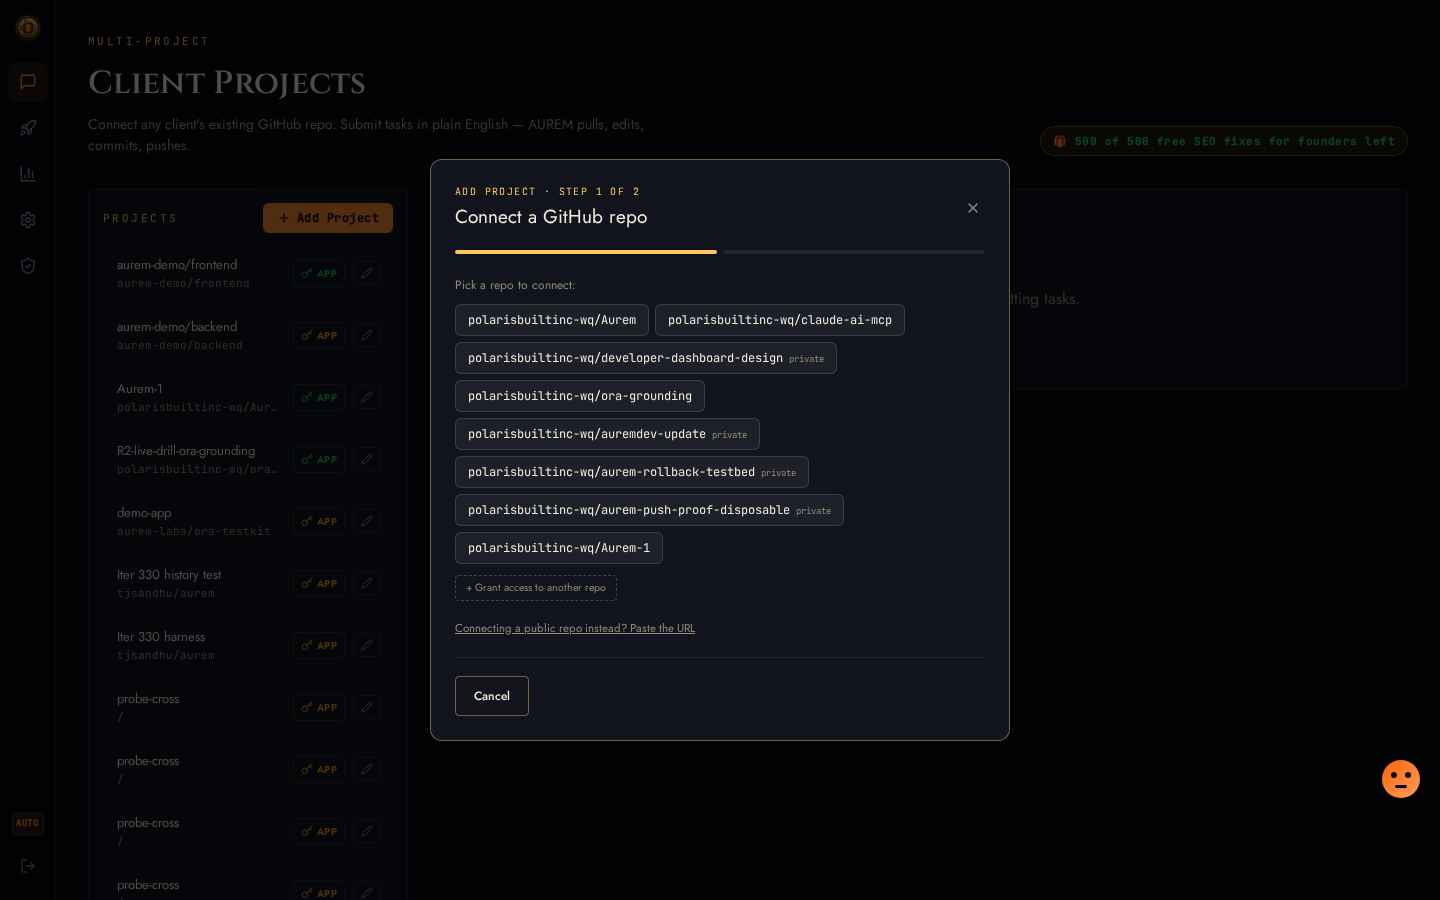 MULTI-PROJECT
Client Projects
Connect any client's existing GitHub repo. Submit tasks in plain English — AUREM pulls, edits,
commits, pushes.
🎁 500 of 500 free SEO fixes for founders left
PROJECTS
+ Add Project
aurem-demo/frontend
aurem-demo/frontend
APP
aurem-demo/backend
aurem-demo/backend
APP
Aurem-1
polarisbuiltinc-wq/Aur…
APP
R2-live-drill-ora-grounding
polarisbuiltinc-wq/ora…
APP
demo-app
aurem-labs/ora-testkit
APP
Iter 330 history test
tjsandhu/aurem
APP
Iter 330 harness
tjsandhu/aurem
APP
probe-cross
/
APP
probe-cross
/
APP
probe-cross
/
APP
probe-cross
APP
AUTO
ADD PROJECT · STEP 1 OF 2
Connect a GitHub repo
Pick a repo to connect:
polarisbuiltinc-wq/Aurem
polarisbuiltinc-wq/claude-ai-mcp
polarisbuiltinc-wq/developer-dashboard-design private
polarisbuiltinc-wq/ora-grounding
polarisbuiltinc-wq/auremdev-update private
polarisbuiltinc-wq/aurem-rollback-testbed private
polarisbuiltinc-wq/aurem-push-proof-disposable private
polarisbuiltinc-wq/Aurem-1
+ Grant access to another repo
Connecting a public repo instead? Paste the URL
Cancel
tting tasks.